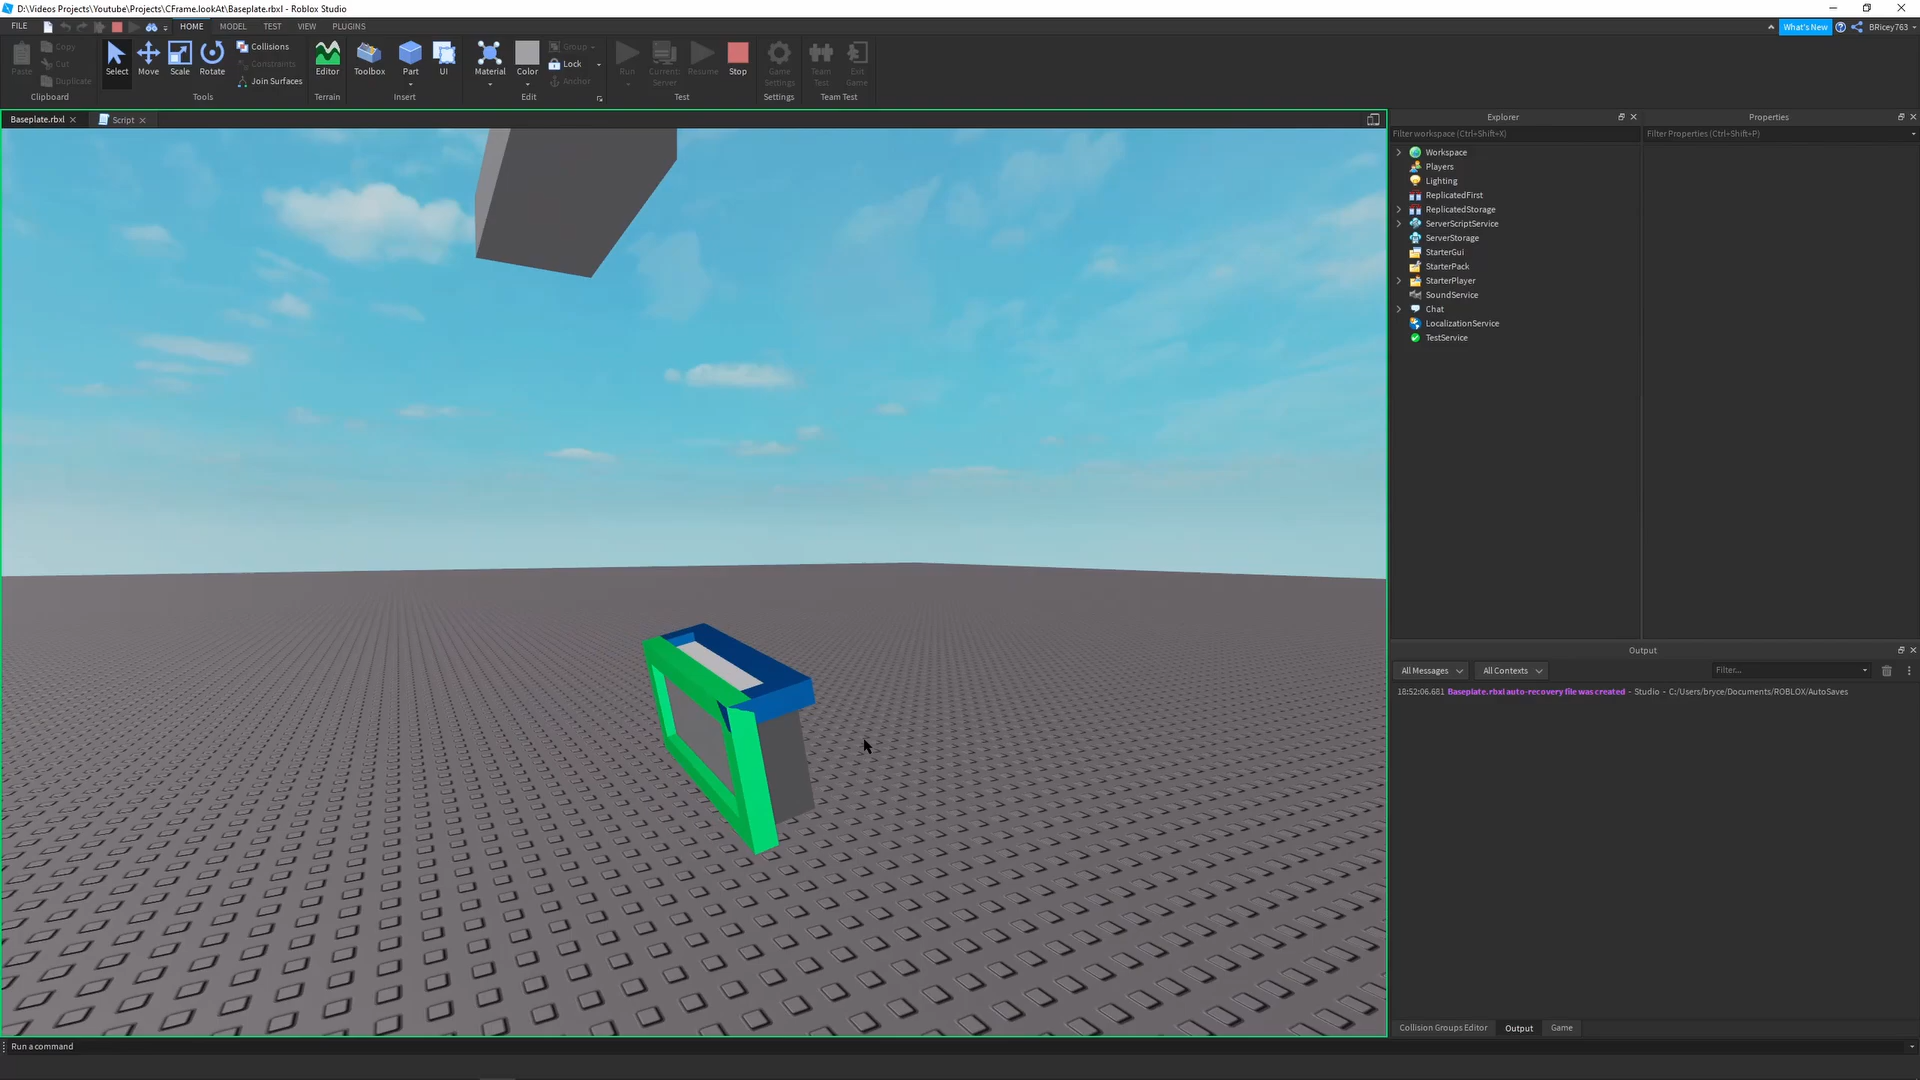 D:\Videos Projects\Youtube\Projects\CFrame.lookAt\Baseplate.rbxl - Roblox Studio
FILE HOME MODEL TEST VIEW PLUGINS What's New BRicey763
Paste Copy Cut Duplicate Select Move Scale Rotate Collisions Constraints Join Surfaces Editor Toolbox Part UI Material Color Group Lock Anchor Run Current: Server Resume Stop Game Settings Team Test Exit Game
Clipboard Tools Terrain Insert Edit Test Settings Team Test
Baseplate.rbxl Script
Explorer
Filter workspace (Ctrl+Shift+X)
Workspace
Players
Lighting
ReplicatedFirst
ReplicatedStorage
ServerScriptService
ServerStorage
StarterGui
StarterPack
StarterPlayer
SoundService
Chat
LocalizationService
TestService
Properties
Filter Properties (Ctrl+Shift+P)
Output
All Messages All Contexts Filter...
18:52:06.681 Baseplate.rbxl auto-recovery file was created - Studio - C:/Users/bryce/Documents/ROBLOX/AutoSaves
Collision Groups Editor Output Game
Run a command